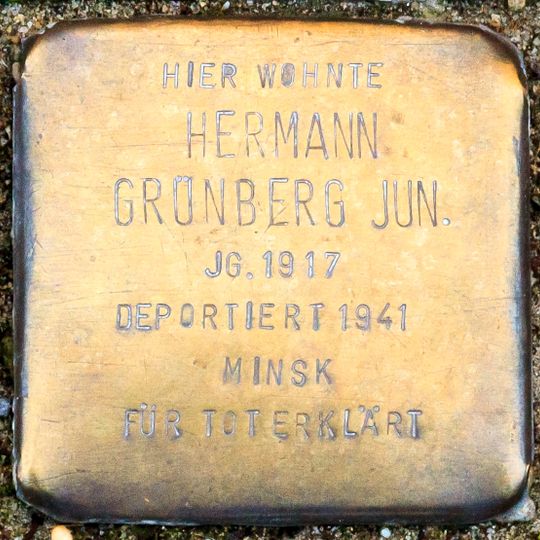 HIER WOHNTE
HERMANN
GRÜNBERG JUN.
JG. 1917
DEPORTIERT 1941
MINSK
FÜR TOT ERKLÄRT